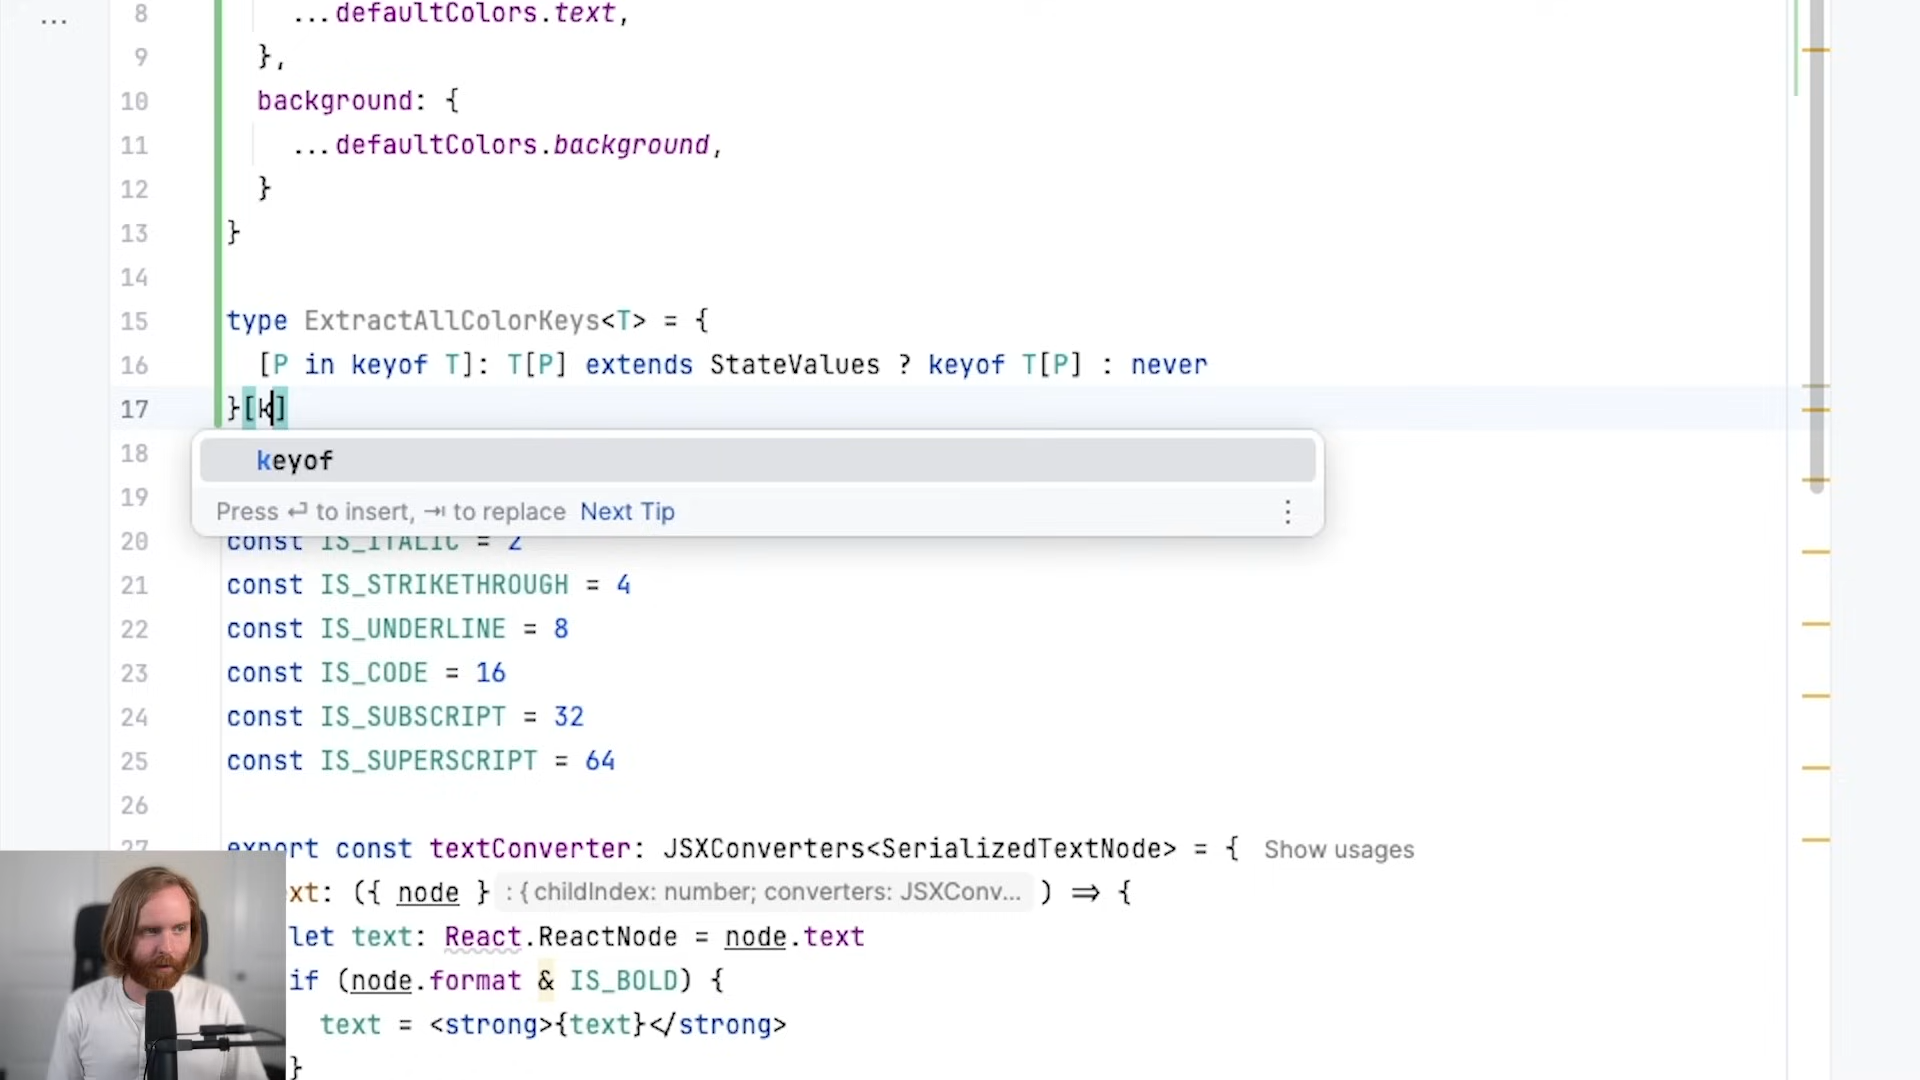 ...
8 ...defaultColors.text,
9 },
10 background: {
11 ...defaultColors.background,
12 }
13 }
14
15 type ExtractAllColorKeys<T> = {
16 [P in keyof T]: T[P] extends StateValues ? keyof T[P] : never
17 }[k]
18 keyof
19 Press ⏎ to insert, ⇥ to replace Next Tip
20 const IS_ITALIC = 2
21 const IS_STRIKETHROUGH = 4
22 const IS_UNDERLINE = 8
23 const IS_CODE = 16
24 const IS_SUBSCRIPT = 32
25 const IS_SUPERSCRIPT = 64
26
27 export const textConverter: JSXConverters<SerializedTextNode> = { Show usages
xt: ({ node } : {childIndex: number; converters: JSXConv... ) => {
let text: React.ReactNode = node.text
if (node.format & IS_BOLD) {
text = <strong>{text}</strong>
}